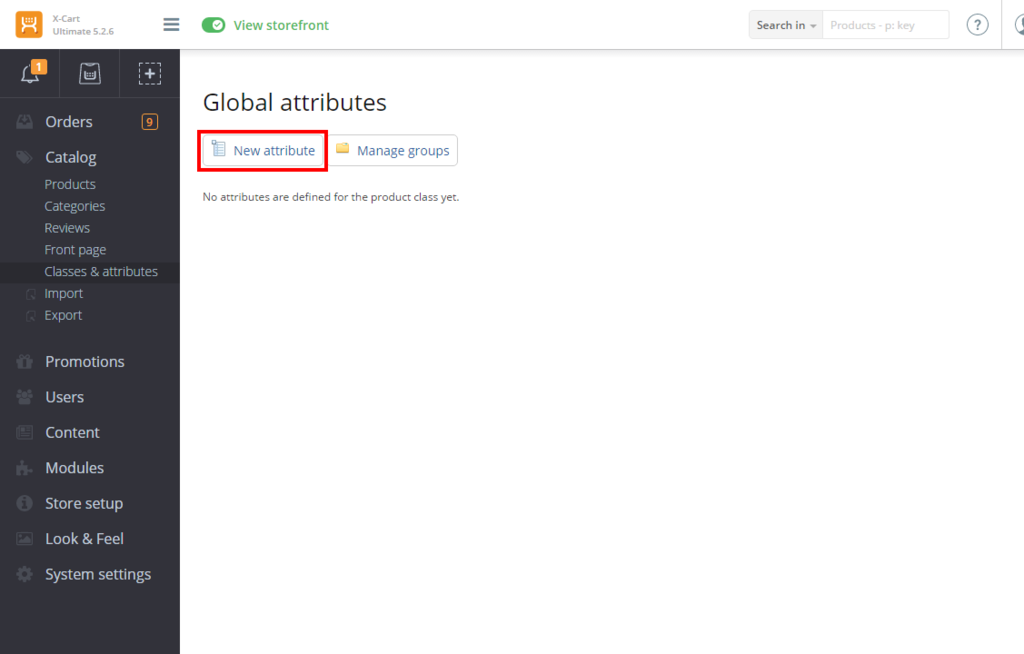 X-Cart
Ultimate 5.2.6
View storefront
Search in
Products - p: key
?
1
Orders 9
Catalog
Products
Categories
Reviews
Front page
Classes & attributes
Import
Export
Promotions
Users
Content
Modules
Store setup
Look & Feel
System settings
Global attributes
New attribute
Manage groups
No attributes are defined for the product class yet.